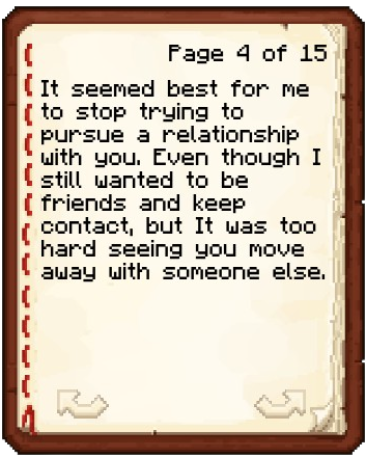 Page 4 of 15
It seemed best for me
to stop trying to
pursue a relationship
with you. Even though I
still wanted to be
friends and keep
contact, but It was too
hard seeing you move
away with someone else.